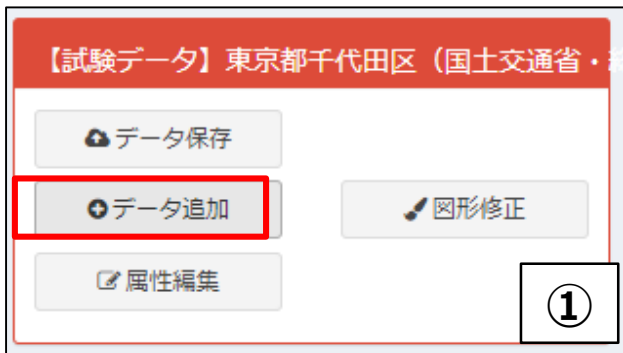 【試験データ】東京都千代田区（国土交通省・
データ保存
データ追加
図形修正
属性編集
①